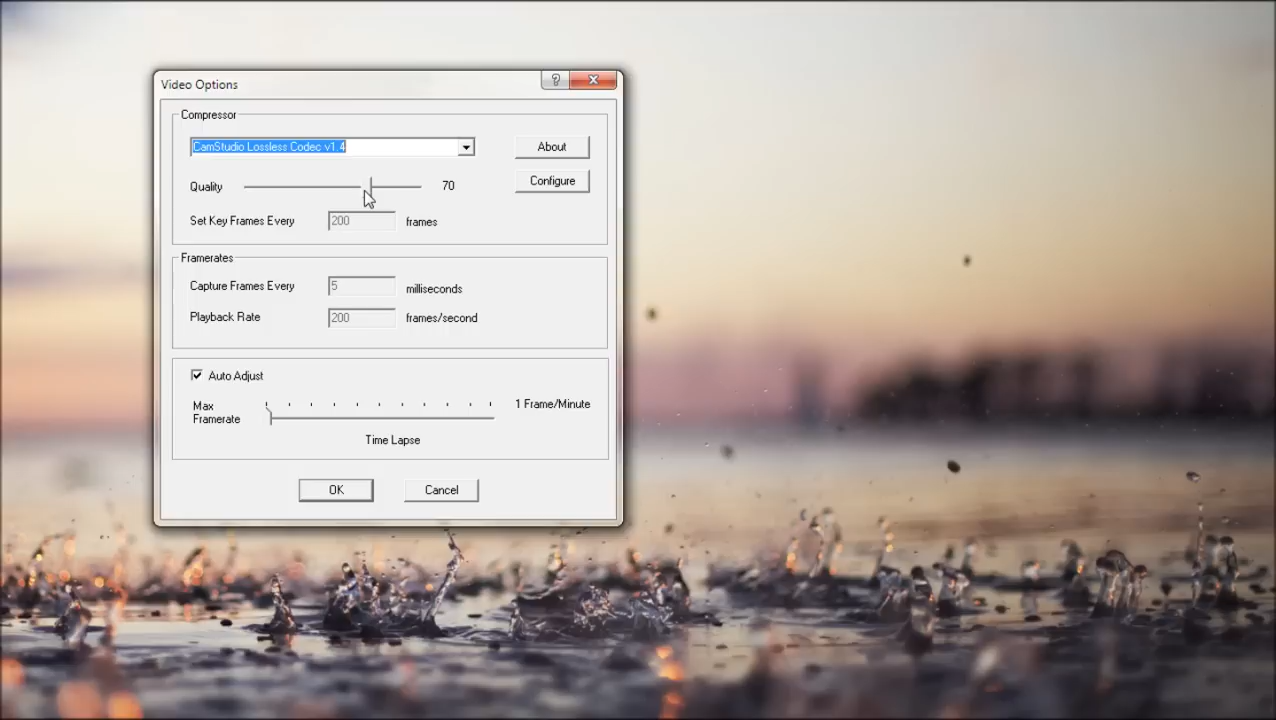 Video Options
?
Compressor
CamStudio Lossless Codec v1.4
About
Quality
70
Configure
Set Key Frames Every
200
frames
Framerates
Capture Frames Every
5
milliseconds
Playback Rate
200
frames/second
Auto Adjust
Max
Framerate
1 Frame/Minute
Time Lapse
OK
Cancel